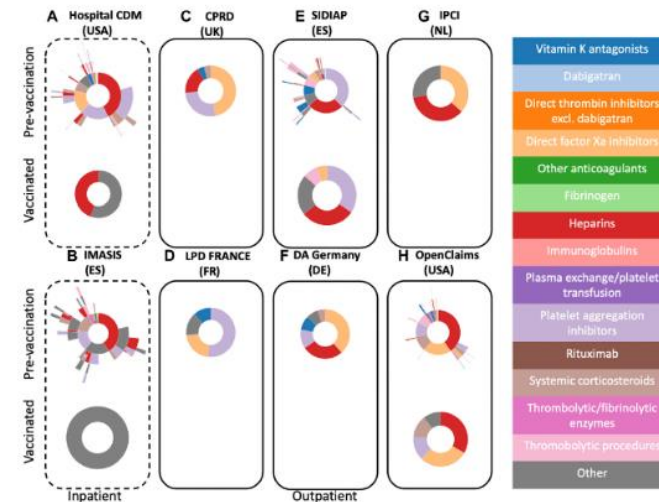 A Hospital CDM
(USA)
C CPRD
(UK)
E SIDIAP
(ES)
G IPCI
(NL)
Pre-vaccination
Vaccinated
B IMASIS
(ES)
D LPD FRANCE
(FR)
F DA Germany
(DE)
H OpenClaims
(USA)
Pre-vaccination
Vaccinated
Inpatient
Outpatient
Vitamin K antagonists
Dabigatran
Direct thrombin inhibitors
excl. dabigatran
Direct factor Xa inhibitors
Other anticoagulants
Fibrinogen
Heparins
Immunoglobulins
Plasma exchange/platelet
transfusion
Platelet aggregation
inhibitors
Rituximab
Systemic corticosteroids
Thrombolytic/fibrinolytic
enzymes
Thromobolytic procedures
Other